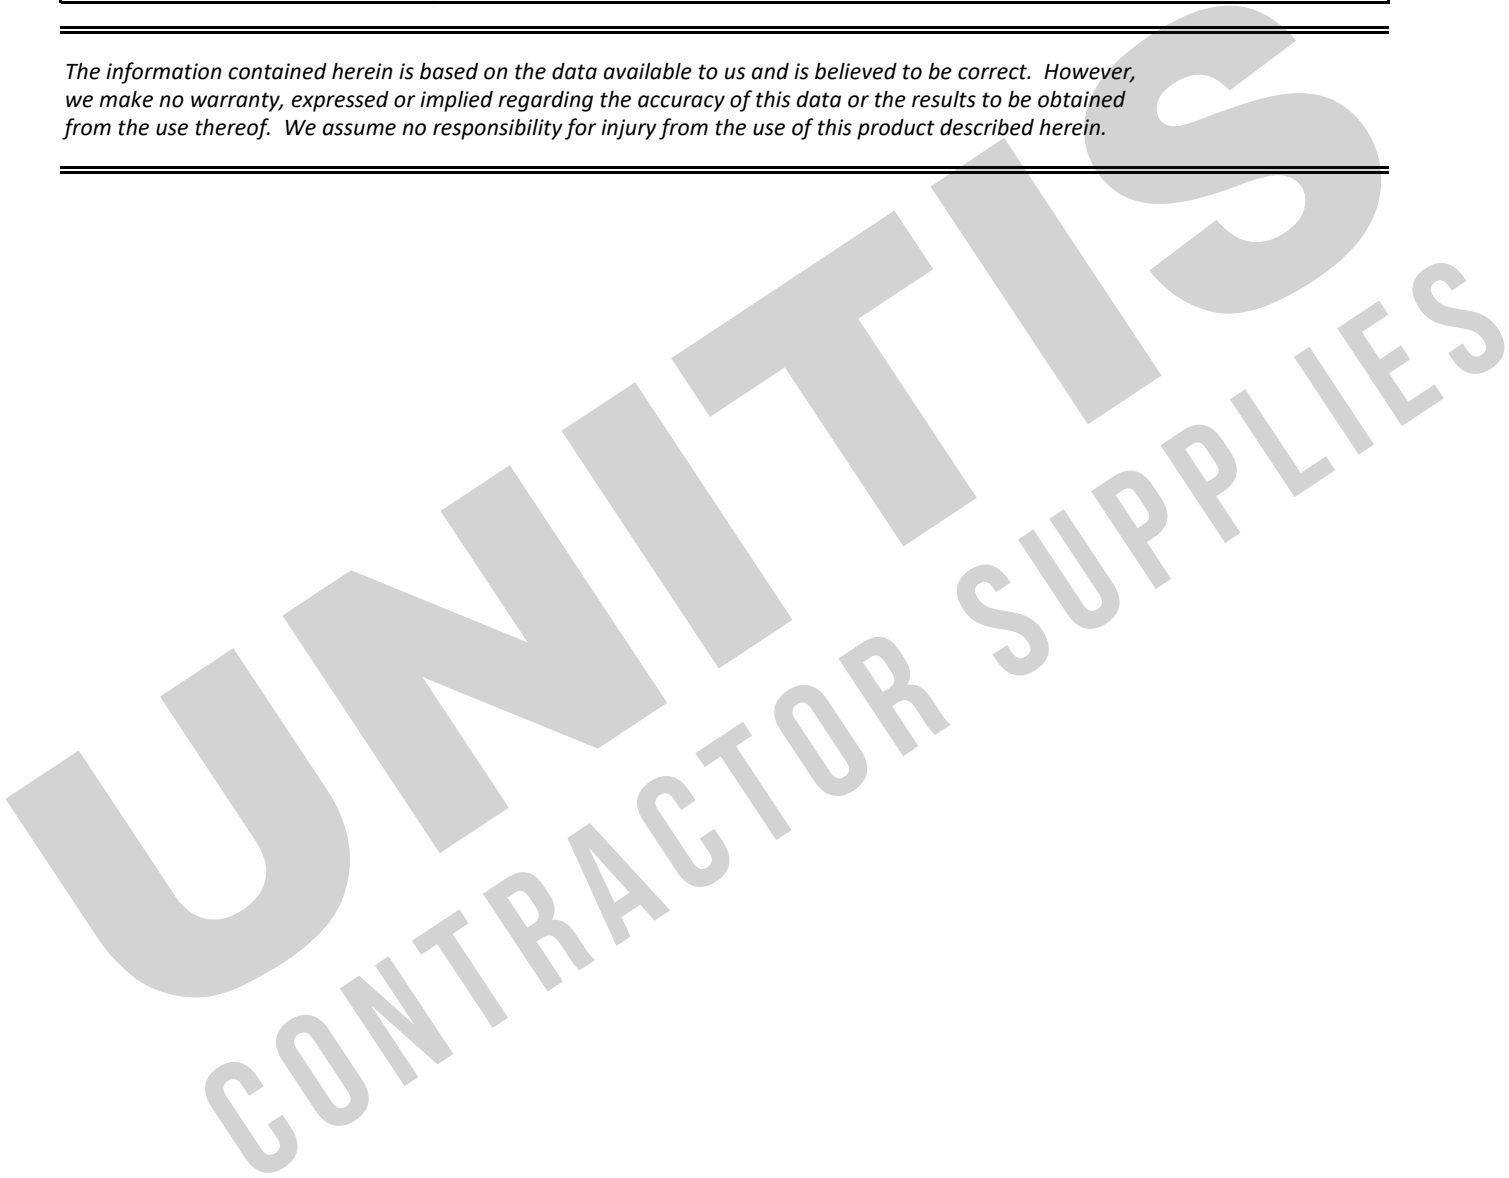 The information contained herein is based on the data available to us and is believed to be correct.  However,
we make no warranty, expressed or implied regarding the accuracy of this data or the results to be obtained
from the use thereof.  We assume no responsibility for injury from the use of this product described herein.
UNITIS
CONTRACTOR SUPPLIES